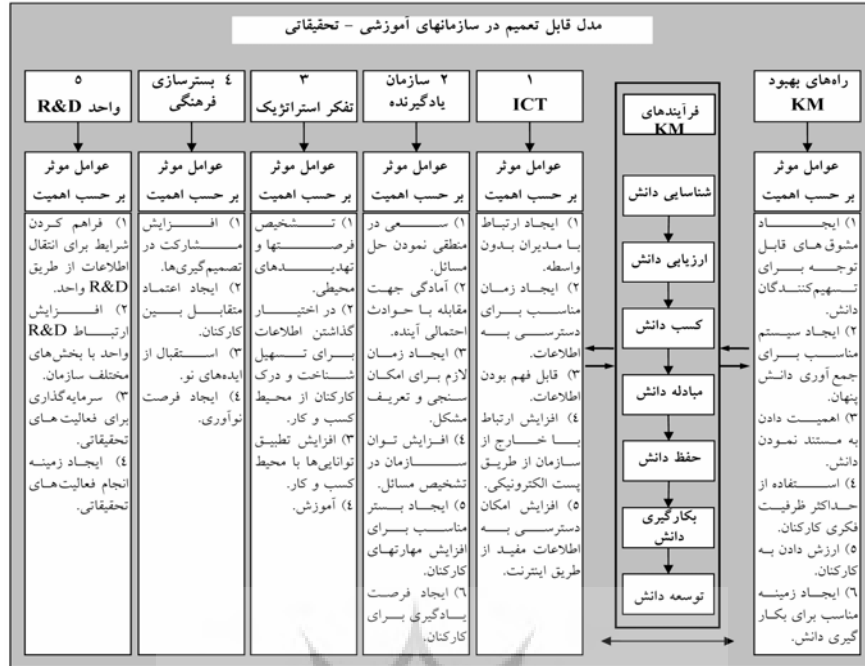 مدل قابل تعمیم در سازمانهای آموزشی – تحقیقاتی
راه‌های بهبود
KM
عوامل موثر
بر حسب اهمیت
۱) ایجاد
مشوق های قابل
توجه برای
تسهیم‌کنندگان
دانش.
۲) ایجاد سیستم
مناسب برای
جمع آوری دانش
پنهان.
۳) اهمیت دادن
به مستند نمودن
دانش.
۴) استفاده از
حداکثر ظرفیت
فکری کارکنان.
۵) ارزش دادن به
کارکنان.
۶) ایجاد زمینه
مناسب برای بکار
گیری دانش.
فرآیندهای
KM
شناسایی دانش
ارزیابی دانش
کسب دانش
مبادله دانش
حفظ دانش
بکارگیری
دانش
توسعه دانش
۱
ICT
عوامل موثر
بر حسب اهمیت
۱) ایجاد ارتباط
با مدیران بدون
واسطه.
۲) ایجاد زمان
مناسب برای
دسترسی به
اطلاعات.
۳) قابل فهم بودن
اطلاعات.
۴) افزایش ارتباط
با خارج از
سازمان از طریق
پست الکترونیکی.
۵) افزایش امکان
دسترسی به
اطلاعات مفید از
طریق اینترنت.
۲ سازمان
یادگیرنده
عوامل موثر
بر حسب اهمیت
۱) سعی در
منطقی نمودن حل
مسائل.
۲) آمادگی جهت
مقابله با حوادث
احتمالی آینده.
۳) ایجاد زمان
لازم برای امکان
سنجی و تعریف
مشکل.
۴) افزایش توان
سازمان در
تشخیص مسائل.
۵) ایجاد بستر
مناسب برای
افزایش مهارتهای
کارکنان.
۶) ایجاد فرصت
یادگیری برای
کارکنان.
۳
تفکر استراتژیک
عوامل موثر
بر حسب اهمیت
۱) تشخیص
فرصتها و
تهدیدهای
محیطی.
۲) در اختیار
گذاشتن اطلاعات
برای تسهیل
شناخت و درک
کارکنان از محیط
کسب و کار.
۳) افزایش تطبیق
توانایی‌ها با محیط
کسب و کار.
۴) آموزش.
۴ بسترسازی
فرهنگی
عوامل موثر
بر حسب اهمیت
۱) افزایش
مشارکت در
تصمیم‌گیری‌ها.
۲) ایجاد اعتماد
متقابل بین
کارکنان.
۳) استقبال از
ایده‌های نو.
۴) ایجاد فرصت
نوآوری.
۵
واحد R&D
عوامل موثر
بر حسب اهمیت
۱) فراهم کردن
شرایط برای انتقال
اطلاعات از طریق
واحد R&D.
۲) افزایش
ارتباط R&D
واحد با بخش‌های
مختلف سازمان.
۳) سرمایه‌گذاری
برای فعالیت های
تحقیقاتی.
۴) ایجاد زمینه
انجام فعالیت‌های
تحقیقاتی.